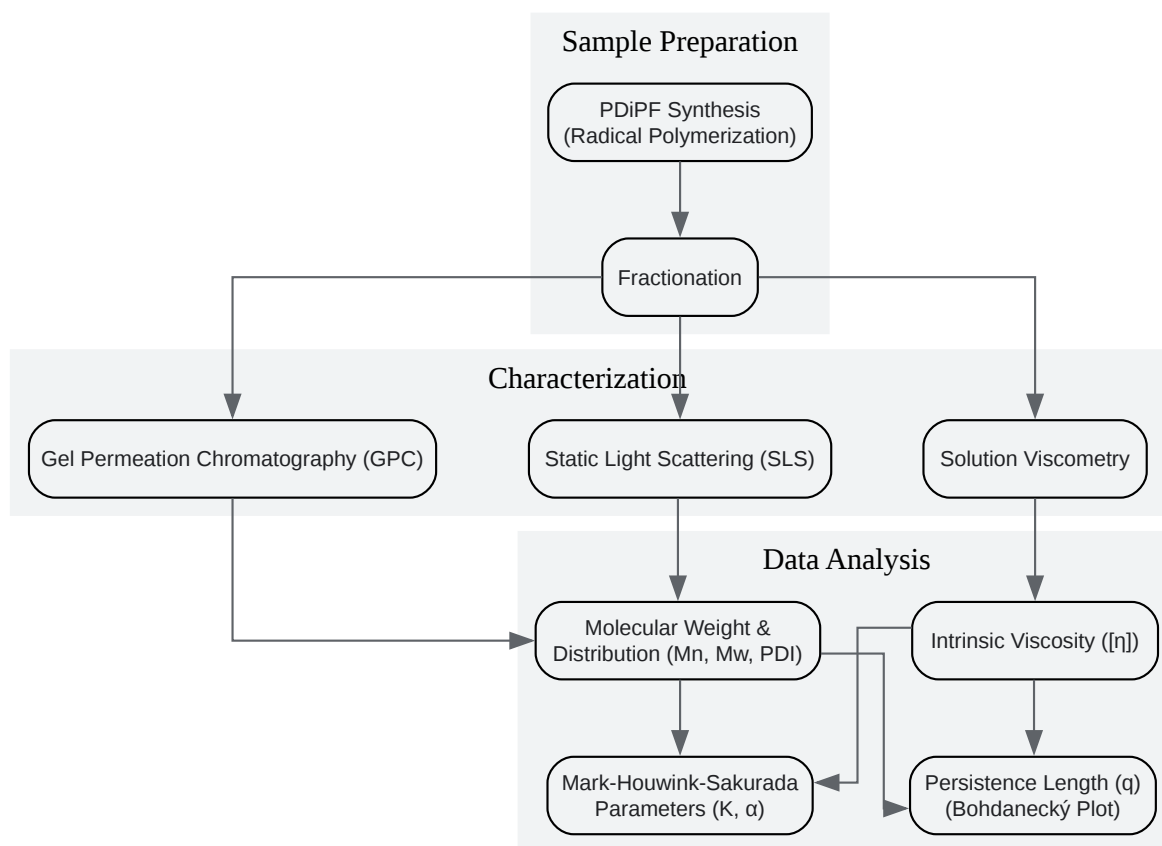 Sample Preparation
PDiPF Synthesis
(Radical Polymerization)
Fractionation
Characterization
Gel Permeation Chromatography (GPC)
Static Light Scattering (SLS)
Solution Viscometry
Data Analysis
Molecular Weight &
Distribution (Mn, Mw, PDI)
Intrinsic Viscosity ([η])
Mark-Houwink-Sakurada
Parameters (K, α)
Persistence Length (q)
(Bohdanecký Plot)